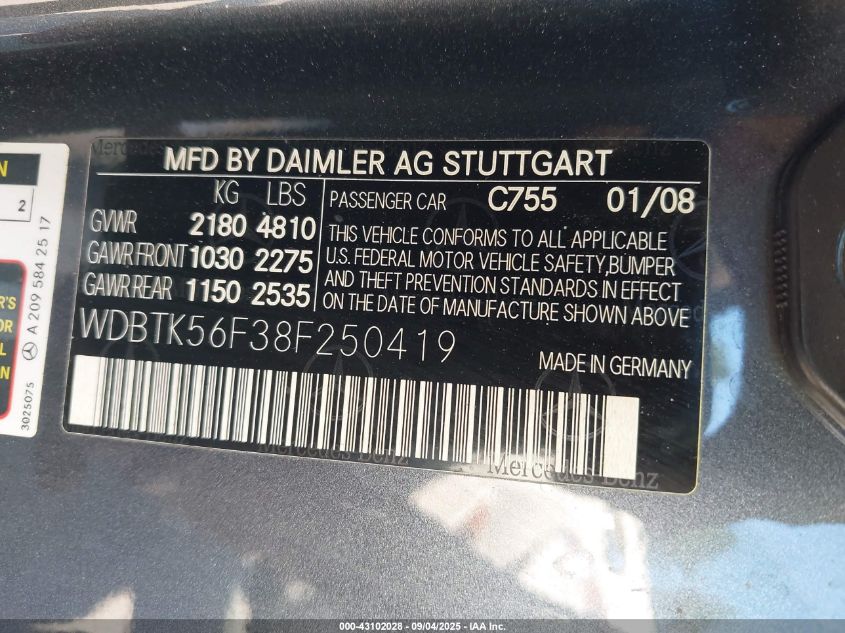 MFD BY DAIMLER AG STUTTGART
KG LBS
GVWR 2180 4810
GAWR FRONT 1030 2275
GAWR REAR 1150 2535
PASSENGER CAR C755 01/08
THIS VEHICLE CONFORMS TO ALL APPLICABLE
U.S. FEDERAL MOTOR VEHICLE SAFETY,BUMPER
AND THEFT PREVENTION STANDARDS IN EFFECT
ON THE DATE OF MANUFACTURE SHOWN ABOVE
WDBTK56F38F250419
MADE IN GERMANY
Mercedes Benz
2
A 209 584 25 17
3025075
000-43102028 - 09/04/2025 - IAA Inc.